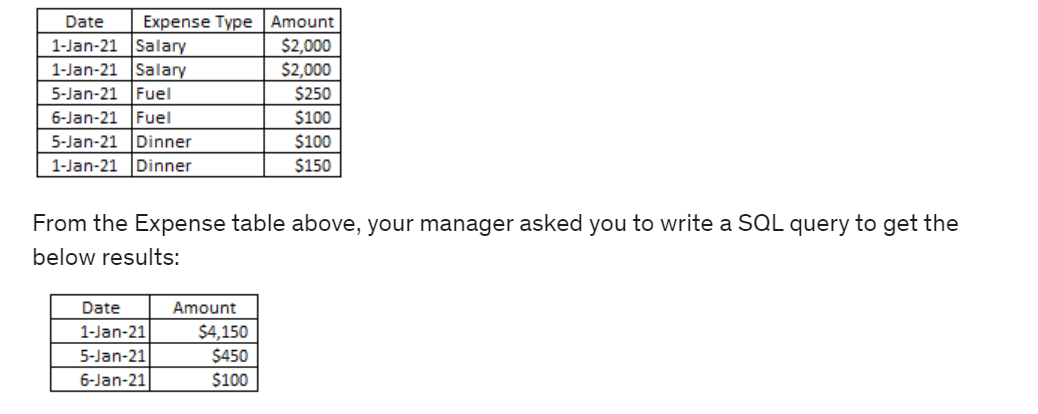 Date Expense Type Amount
1-Jan-21 Salary $2,000
1-Jan-21 Salary $2,000
5-Jan-21 Fuel $250
6-Jan-21 Fuel $100
5-Jan-21 Dinner $100
1-Jan-21 Dinner $150
From the Expense table above, your manager asked you to write a SQL query to get the
below results:
Date Amount
1-Jan-21 $4,150
5-Jan-21 $450
6-Jan-21 $100